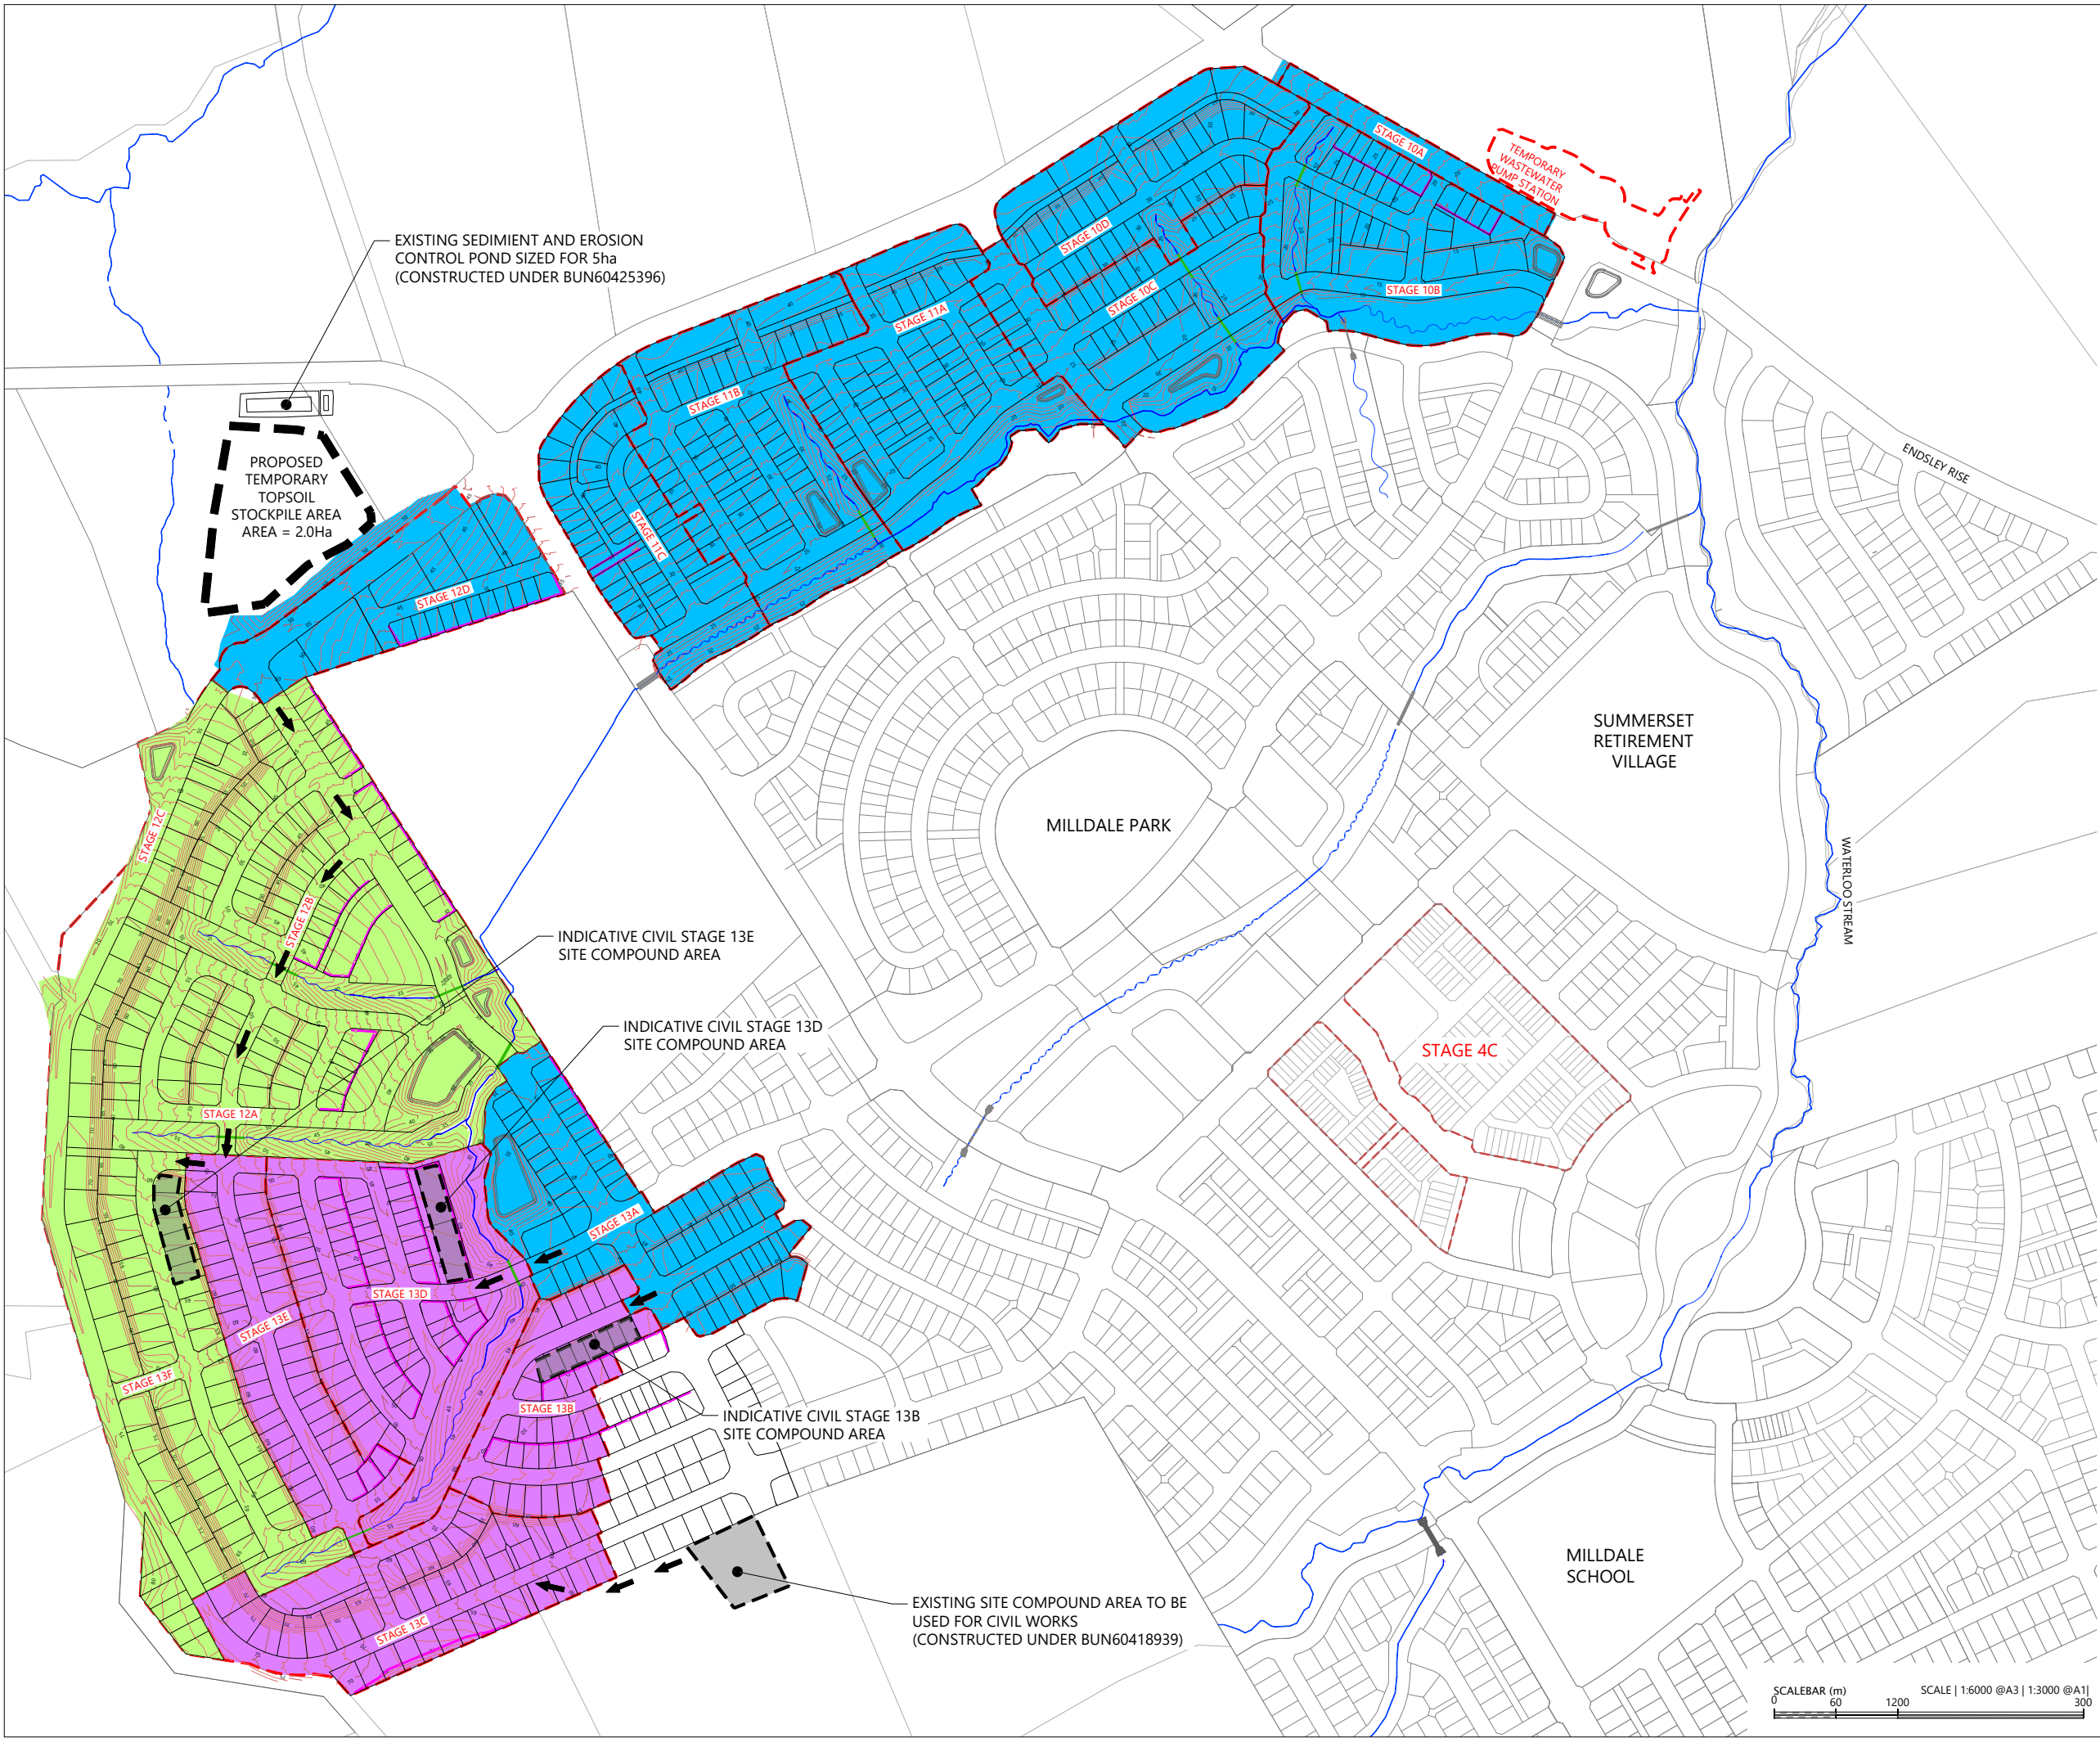 STAGE 10A
TEMPORARY
WASTEWATER
PUMP STATION
STAGE 10D
STAGE 10C
STAGE 10B
EXISTING SEDIMIENT AND EROSION
CONTROL POND SIZED FOR 5ha
(CONSTRUCTED UNDER BUN60425396)
STAGE 11A
STAGE 11B
STAGE 11C
PROPOSED
TEMPORARY
TOPSOIL
STOCKPILE AREA
AREA = 2.0Ha
ENDSLEY RISE
STAGE 12D
SUMMERSET
RETIREMENT
VILLAGE
MILLDALE PARK
WATERLOO STREAM
STAGE 12C
STAGE 12B
INDICATIVE CIVIL STAGE 13E
SITE COMPOUND AREA
INDICATIVE CIVIL STAGE 13D
SITE COMPOUND AREA
STAGE 4C
STAGE 12A
STAGE 13A
STAGE 13D
STAGE 13E
STAGE 13F
STAGE 13B
INDICATIVE CIVIL STAGE 13B
SITE COMPOUND AREA
MILLDALE
SCHOOL
EXISTING SITE COMPOUND AREA TO BE
USED FOR CIVIL WORKS
(CONSTRUCTED UNDER BUN60418939)
STAGE 13C
SCALEBAR (m)
SCALE | 1:6000 @A3 | 1:3000 @A1|
0 60 1200 300